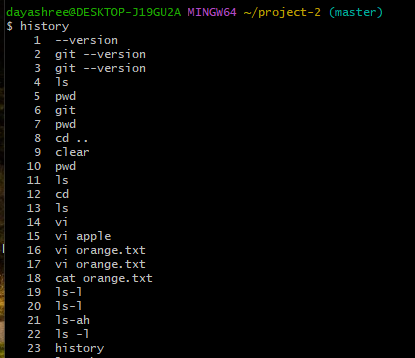 dayashree@DESKTOP-J19GU2A MINGW64 ~/project-2 (master)
$ history
1 --version
2 git --version
3 git --version
4 ls
5 pwd
6 git
7 pwd
8 cd ..
9 clear
10 pwd
11 ls
12 cd
13 ls
14 vi
15 vi apple
16 vi orange.txt
17 vi orange.txt
18 cat orange.txt
19 ls-l
20 ls-l
21 ls-ah
22 ls -l
23 history